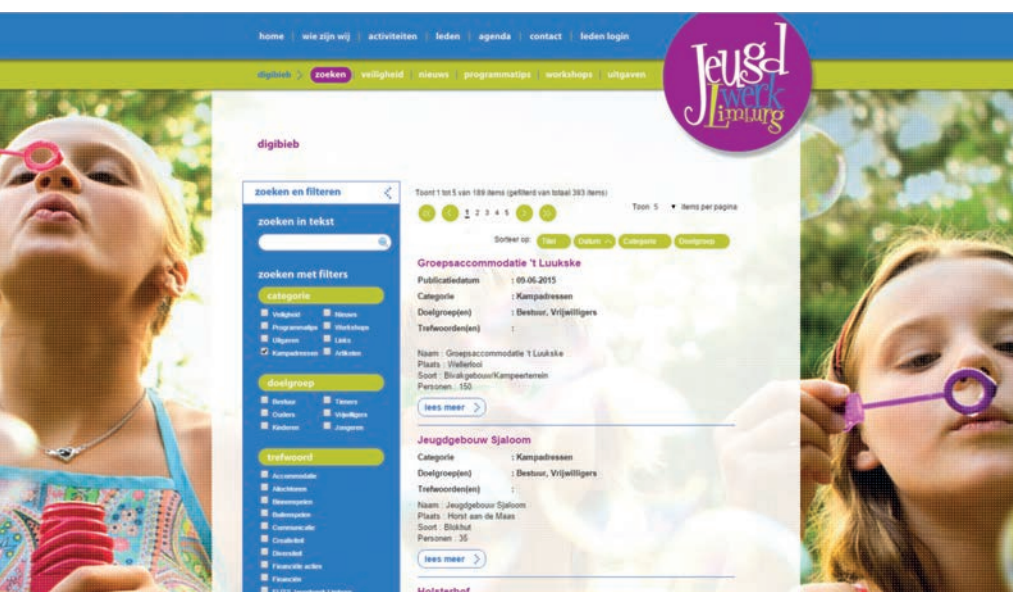 home | wie zijn wij | activiteiten | leden | agenda | contact | leden login
digibieb > zoeken veiligheid | nieuws | programmatips | workshops | uitgaven
Jeugd
werk
Limburg
digibieb
zoeken en filteren
zoeken in tekst
zoeken met filters
categorie
Veiligheid Nieuws
Programmatips Workshops
Uitgaven Links
Kampadressen Artikelen
doelgroep
Bestuur Tieners
Ouders Vrijwilligers
Kinderen Jongeren
trefwoord
Accommodatie
Allochtonen
Binnenspelen
Buitenspelen
Communicatie
Creativiteit
Diversiteit
Financiële acties
Financiën
Toont 1 tot 5 van 189 items (gefilterd van totaal 393 items)
1 2 3 4 5
Toon 5 items per pagina
Sorteer op: Titel Datum Categorie Doelgroep
Groepsaccommodatie 't Luukske
Publicatiedatum : 09-06-2015
Categorie : Kampadressen
Doelgroep(en) : Bestuur, Vrijwilligers
Trefwoorden(en) :
Naam : Groepsaccommodatie 't Luukske
Plaats : Wellerlooi
Soort : Bivakgebouw/Kampeerterrein
Personen : 150
lees meer >
Jeugdgebouw Sjaloom
Categorie : Kampadressen
Doelgroep(en) : Bestuur, Vrijwilligers
Trefwoorden(en) :
Naam : Jeugdgebouw Sjaloom
Plaats : Horst aan de Maas
Soort : Blokhut
Personen : 35
lees meer >
Holsterhof